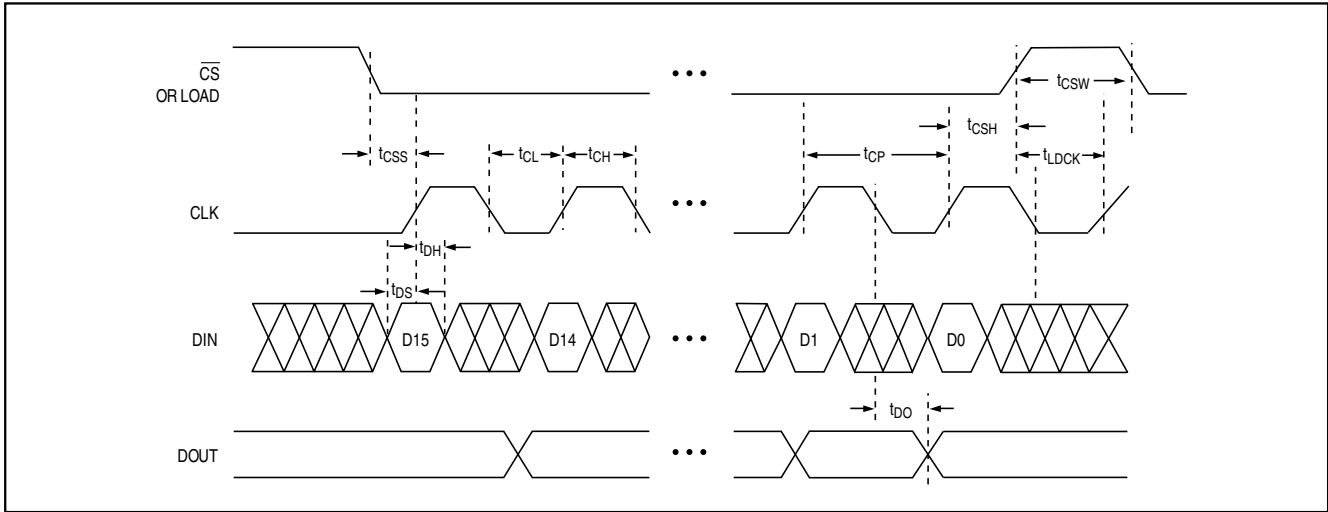 CS
OR LOAD
• • •
tCSW
tCSH
tCSS
tCL
tCH
tCP
tLDCK
CLK
• • •
tDH
tDS
DIN
D15
D14
• • •
D1
D0
tDO
DOUT
• • •